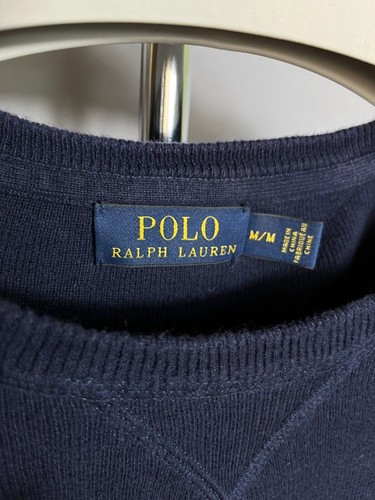 POLO
RALPH LAUREN
M/M
MADE IN
CHINA
FABRIQUÉ AU
CHINE